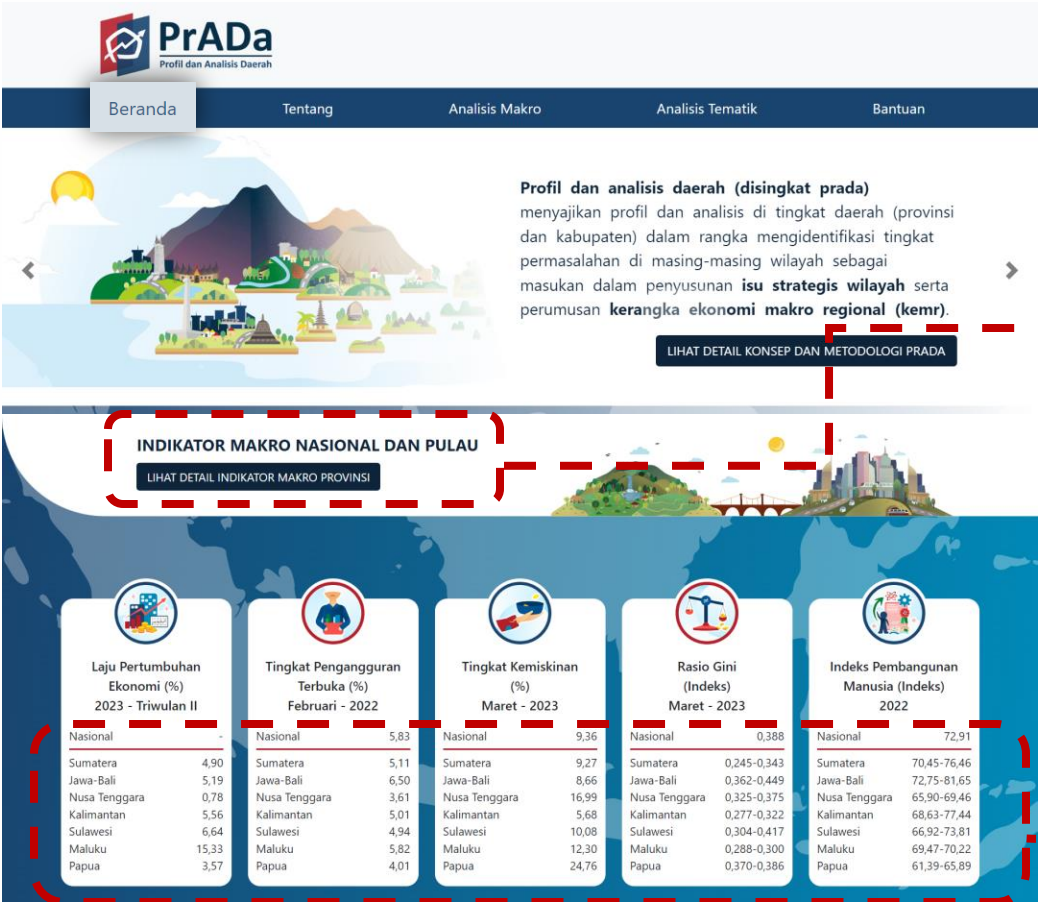 PrADa
Profil dan Analisis Daerah
Beranda
Tentang
Analisis Makro
Analisis Tematik
Bantuan
Profil dan analisis daerah (disingkat prada)
menyajikan profil dan analisis di tingkat daerah (provinsi
dan kabupaten) dalam rangka mengidentifikasi tingkat
permasalahan di masing-masing wilayah sebagai
masukan dalam penyusunan isu strategis wilayah serta
perumusan kerangka ekonomi makro regional (kemr).
LIHAT DETAIL KONSEP DAN METODOLOGI PRADA
INDIKATOR MAKRO NASIONAL DAN PULAU
LIHAT DETAIL INDIKATOR MAKRO PROVINSI
Laju Pertumbuhan
Ekonomi (%)
2023 - Triwulan II
Nasional -
Sumatera 4,90
Jawa-Bali 5,19
Nusa Tenggara 0,78
Kalimantan 5,56
Sulawesi 6,64
Maluku 15,33
Papua 3,57
Tingkat Pengangguran
Terbuka (%)
Februari - 2022
Nasional 5,83
Sumatera 5,11
Jawa-Bali 6,50
Nusa Tenggara 3,61
Kalimantan 5,01
Sulawesi 4,94
Maluku 5,82
Papua 4,01
Tingkat Kemiskinan
(%)
Maret - 2023
Nasional 9,36
Sumatera 9,27
Jawa-Bali 8,66
Nusa Tenggara 16,99
Kalimantan 5,68
Sulawesi 10,08
Maluku 12,30
Papua 24,76
Rasio Gini
(Indeks)
Maret - 2023
Nasional 0,388
Sumatera 0,245-0,343
Jawa-Bali 0,362-0,449
Nusa Tenggara 0,325-0,375
Kalimantan 0,277-0,322
Sulawesi 0,304-0,417
Maluku 0,288-0,300
Papua 0,370-0,386
Indeks Pembangunan
Manusia (Indeks)
2022
Nasional 72,91
Sumatera 70,45-76,46
Jawa-Bali 72,75-81,65
Nusa Tenggara 65,90-69,46
Kalimantan 68,63-77,44
Sulawesi 66,92-73,81
Maluku 69,47-70,22
Papua 61,39-65,89